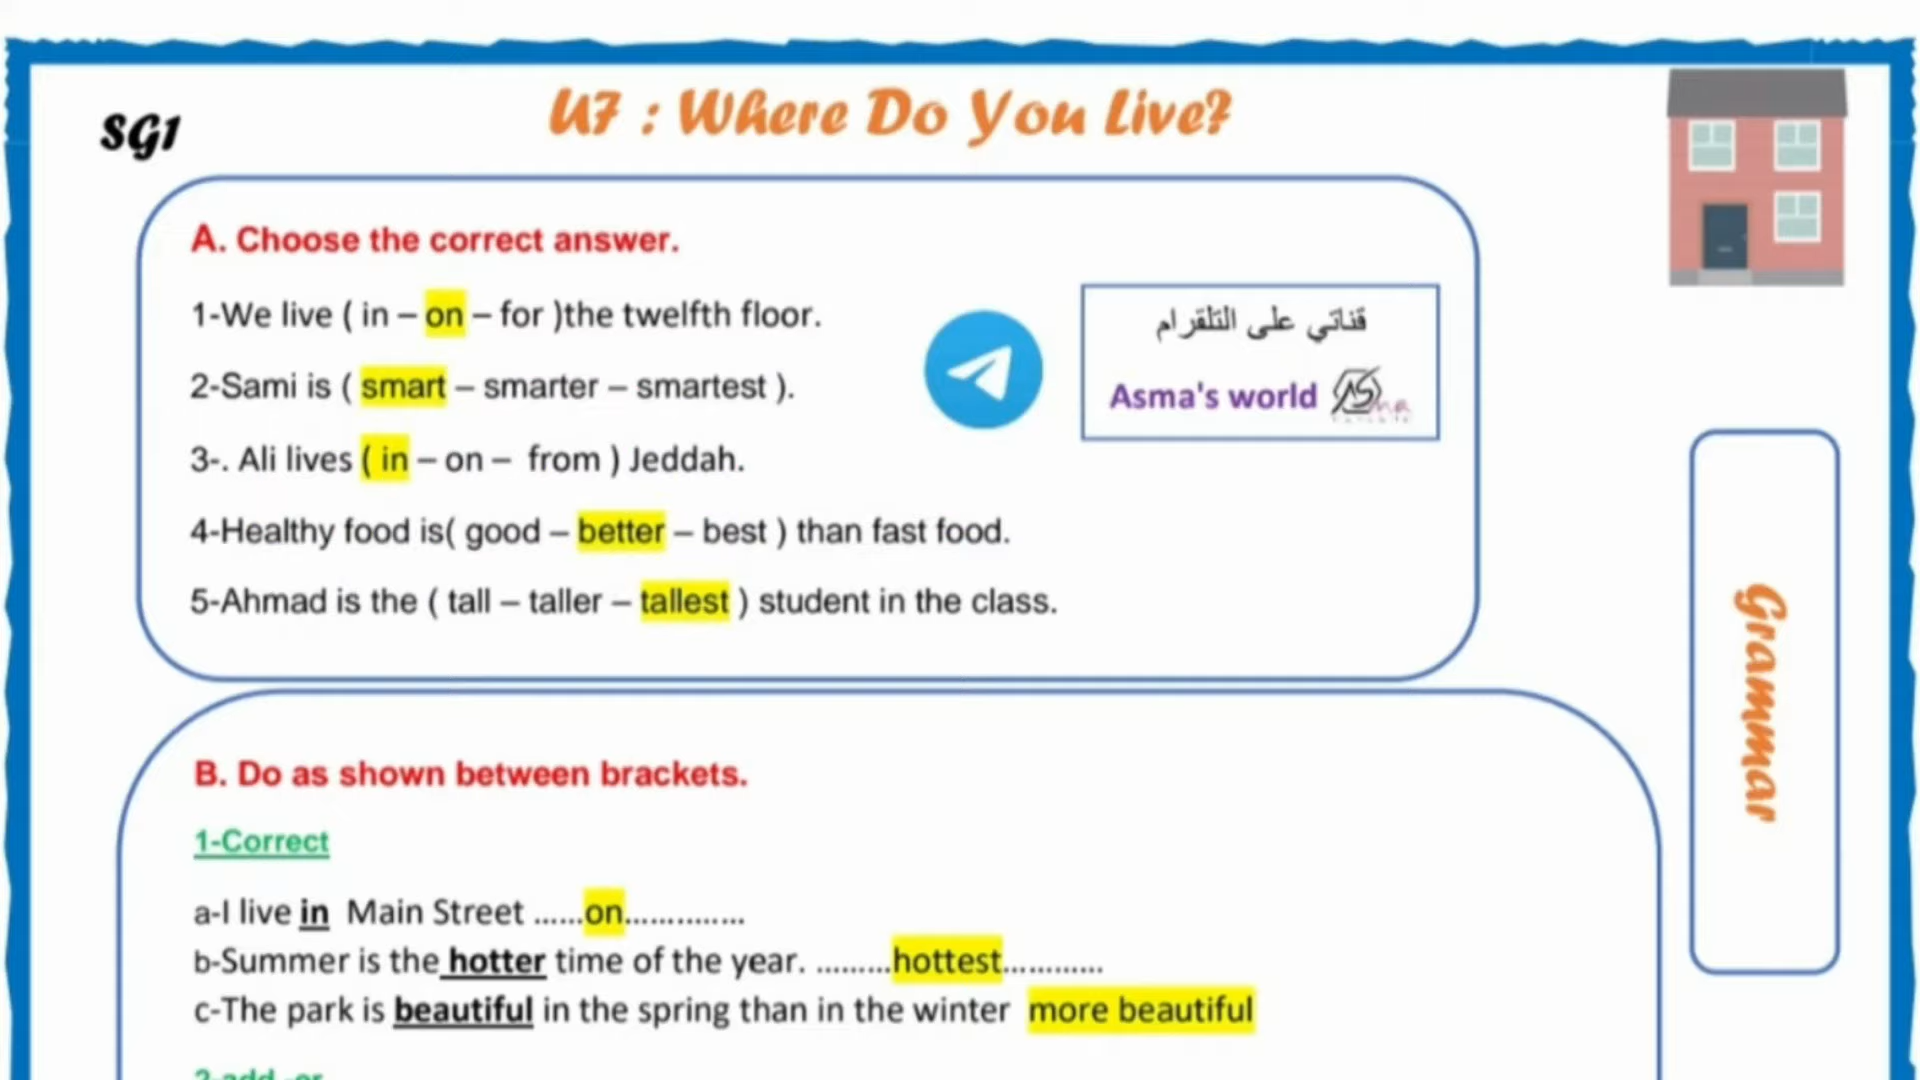 SG1
U7 : Where Do You Live?
A. Choose the correct answer.
1-We live ( in – on – for )the twelfth floor.
2-Sami is ( smart – smarter – smartest ).
3-. Ali lives ( in – on – from ) Jeddah.
4-Healthy food is( good – better – best ) than fast food.
5-Ahmad is the ( tall – taller – tallest ) student in the class.
قناتي على التلقرام
Asma's world
Grammar
B. Do as shown between brackets.
1-Correct
a-I live in Main Street ......on..............
b-Summer is the hotter time of the year. .........hottest............
c-The park is beautiful in the spring than in the winter more beautiful